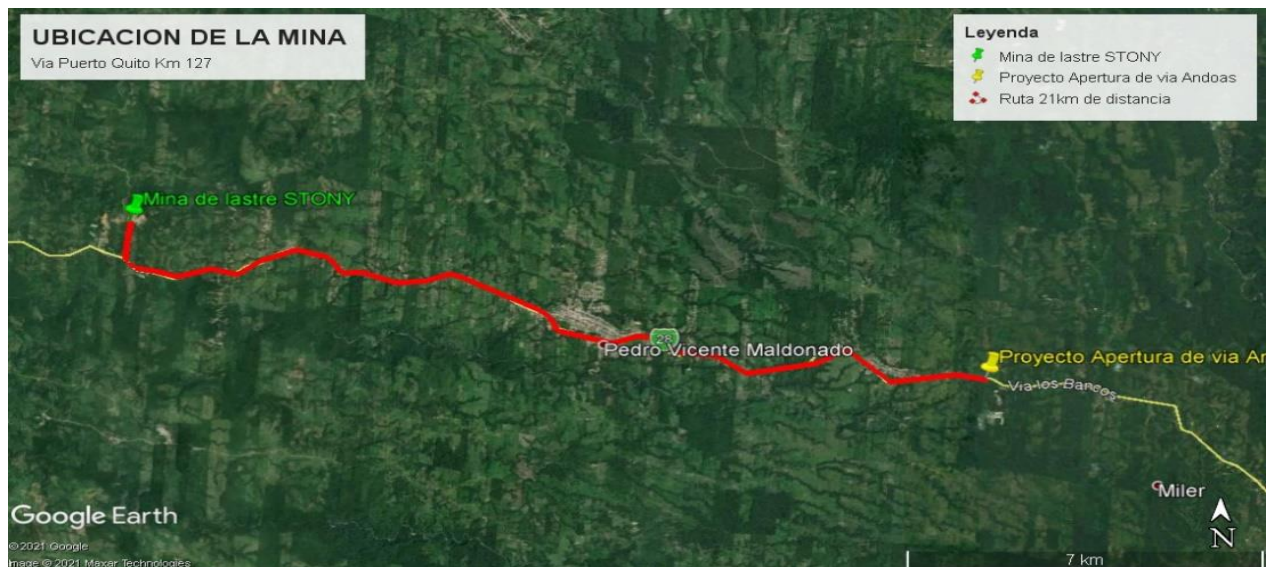 UBICACION DE LA MINA
Via Puerto Quito Km 127
Leyenda
Mina de lastre STONY
Proyecto Apertura de via Andoas
Ruta 21km de distancia
Mina de lastre STONY
28
Pedro Vicente Maldonado
Proyecto Apertura de via An
Via los Bancos
Miler
Google Earth
N
© 2021 Google
Image © 2021 Maxar Technologies
7 km